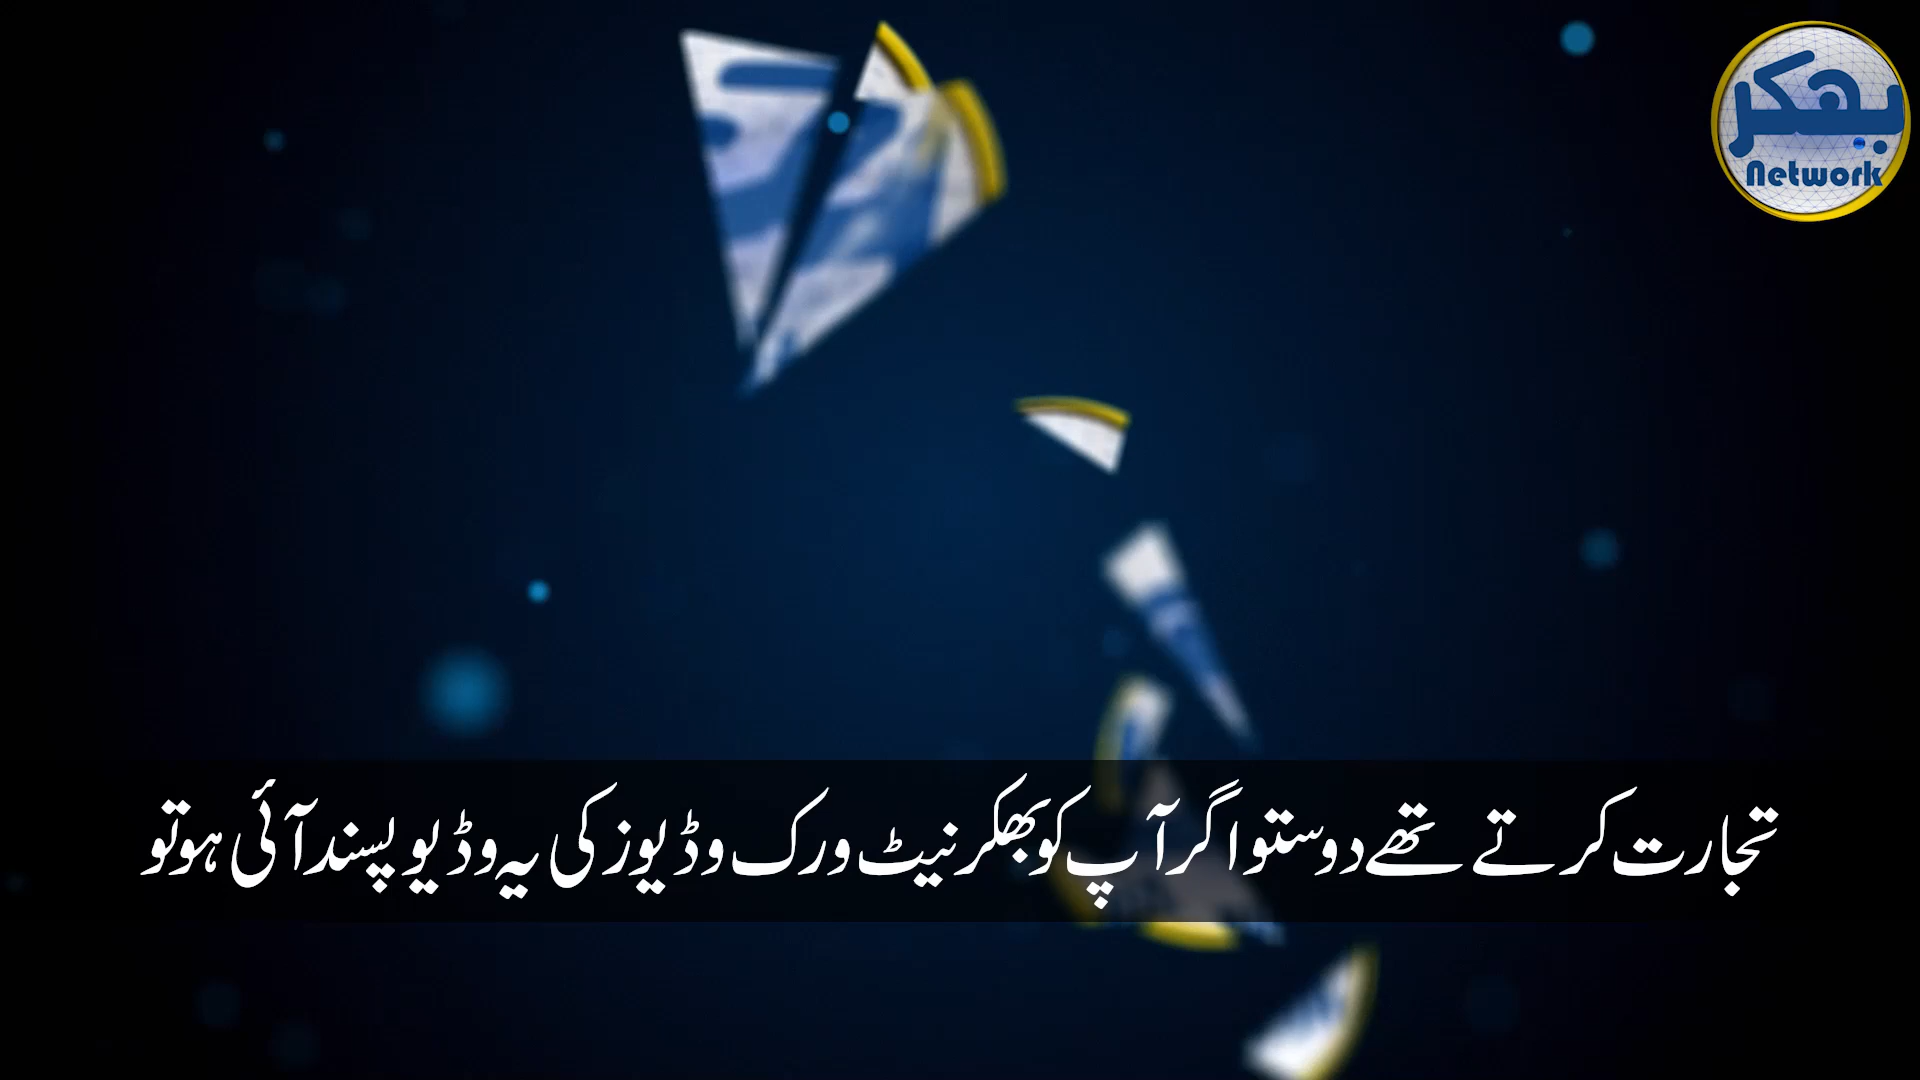 بھکر
Network
تجارت کرتے تھے دوستو اگر آپ کو بھکر نیٹ ورک وڈیوز کی یہ وڈیو پسند آئی ہو تو